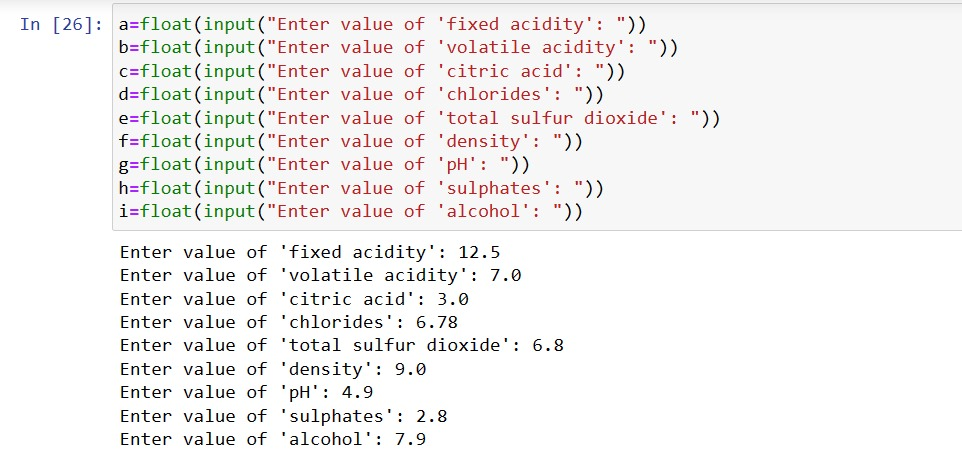 In [26]: a=float(input("Enter value of 'fixed acidity': "))
b=float(input("Enter value of 'volatile acidity': "))
c=float(input("Enter value of 'citric acid': "))
d=float(input("Enter value of 'chlorides': "))
e=float(input("Enter value of 'total sulfur dioxide': "))
f=float(input("Enter value of 'density': "))
g=float(input("Enter value of 'pH': "))
h=float(input("Enter value of 'sulphates': "))
i=float(input("Enter value of 'alcohol': "))
Enter value of 'fixed acidity': 12.5
Enter value of 'volatile acidity': 7.0
Enter value of 'citric acid': 3.0
Enter value of 'chlorides': 6.78
Enter value of 'total sulfur dioxide': 6.8
Enter value of 'density': 9.0
Enter value of 'pH': 4.9
Enter value of 'sulphates': 2.8
Enter value of 'alcohol': 7.9